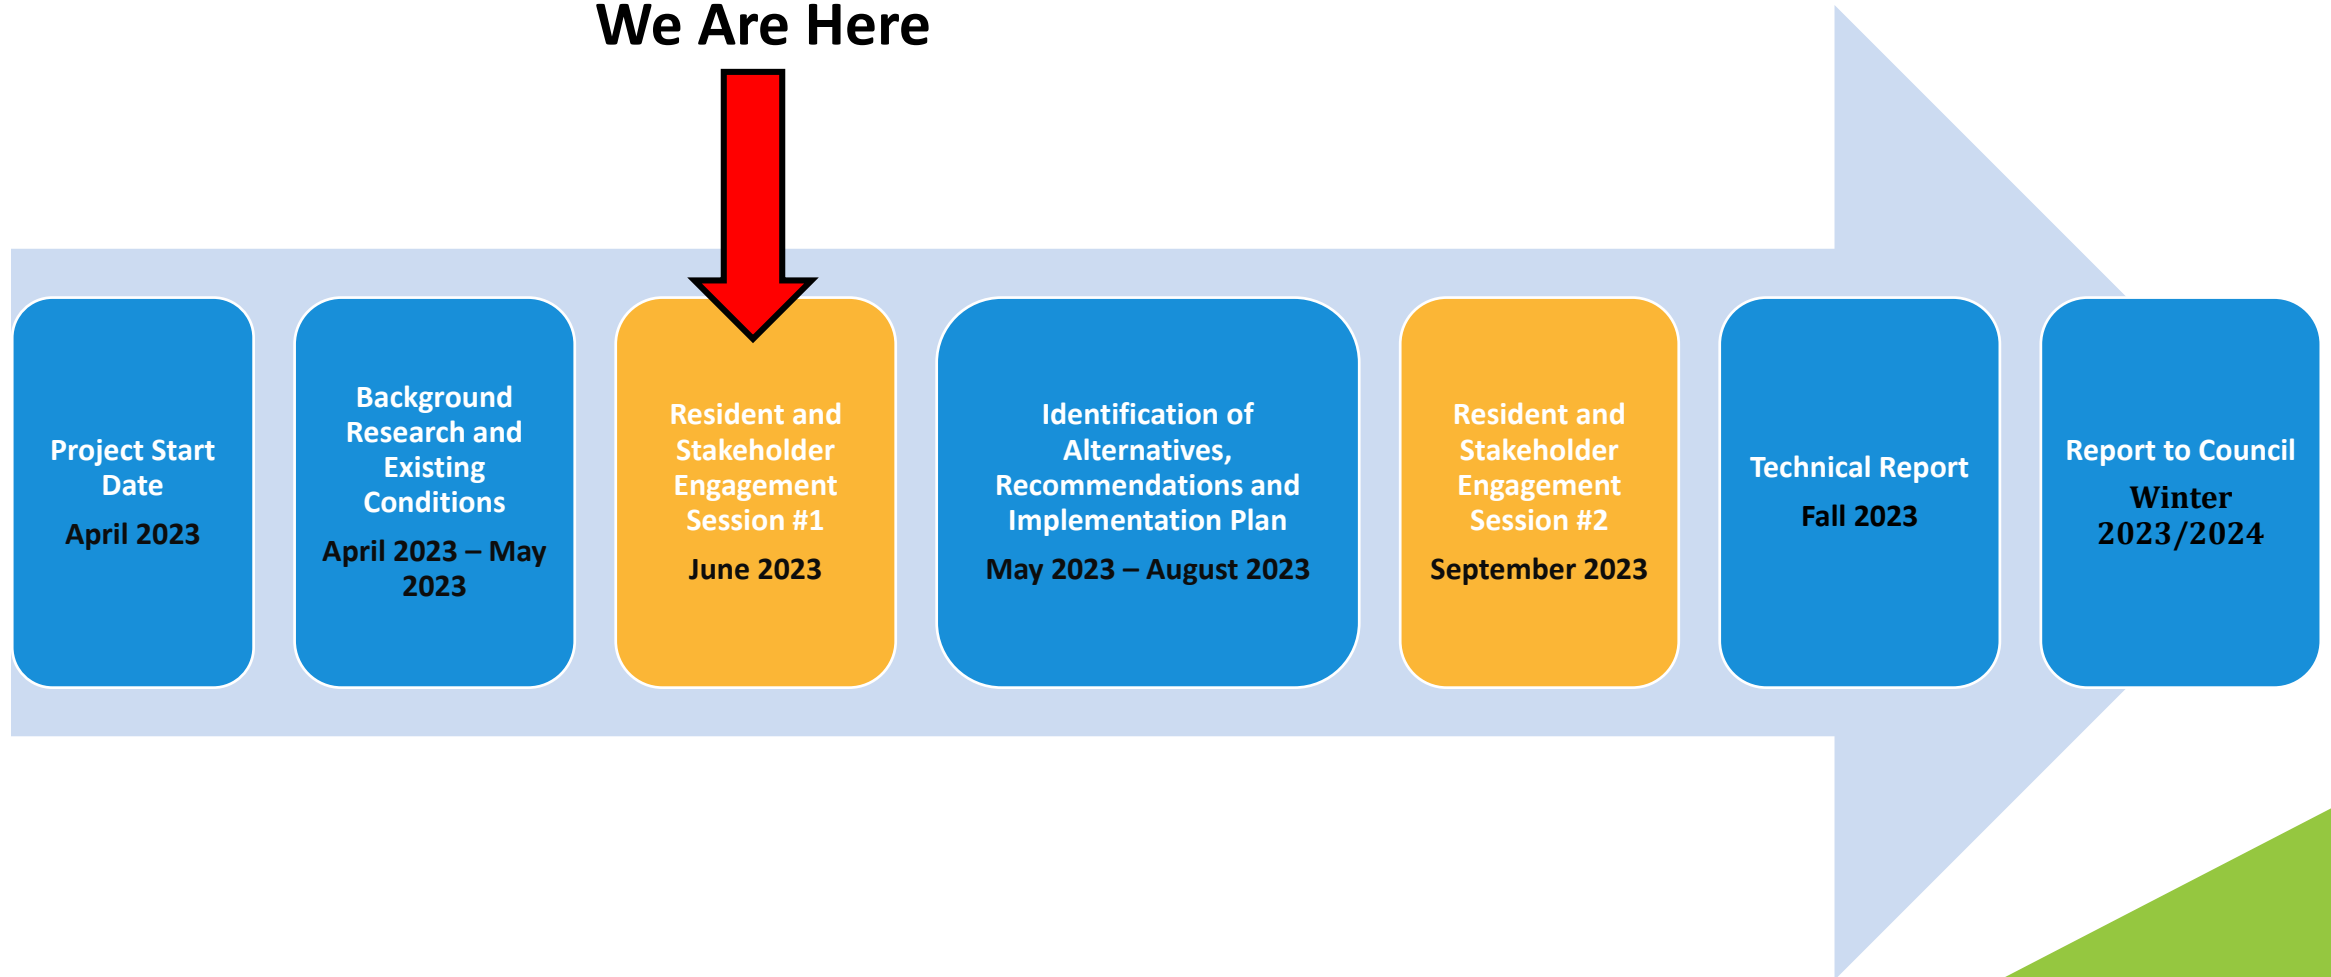 We Are Here
Project Start
Date
April 2023
Background
Research and
Existing
Conditions
April 2023 – May
2023
Resident and
Stakeholder
Engagement
Session #1
June 2023
Identification of
Alternatives,
Recommendations and
Implementation Plan
May 2023 – August 2023
Resident and
Stakeholder
Engagement
Session #2
September 2023
Technical Report
Fall 2023
Report to Council
Winter
2023/2024